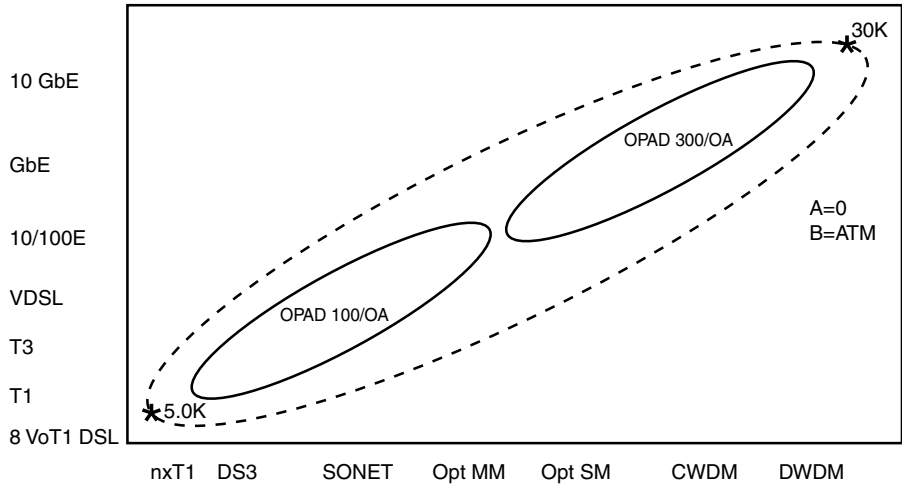 30K
10 GbE
OPAD 300/OA
GbE
A=0
B=ATM
10/100E
VDSL
OPAD 100/OA
T3
T1
5.0K
8 VoT1 DSL
nxT1 DS3 SONET Opt MM Opt SM CWDM DWDM